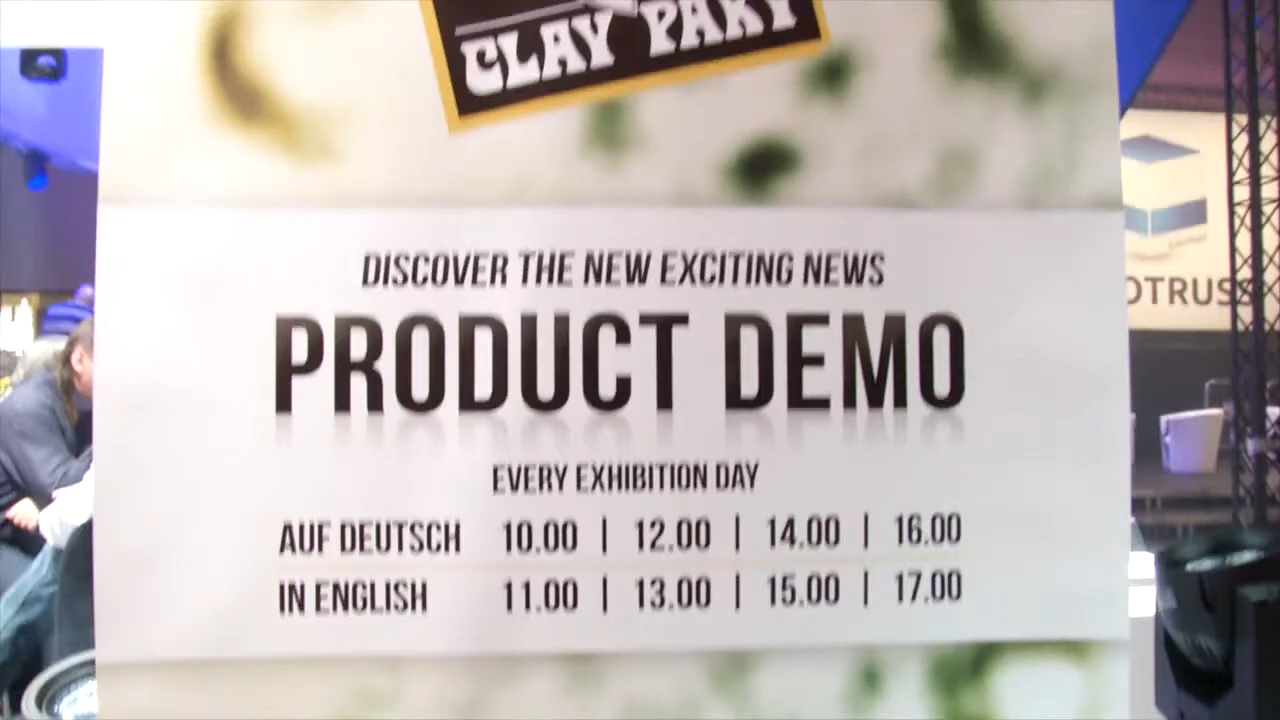 CLAY PAKY
DISCOVER THE NEW EXCITING NEWS
PRODUCT DEMO
EVERY EXHIBITION DAY
AUF DEUTSCH 10.00 | 12.00 | 14.00 | 16.00
IN ENGLISH 11.00 | 13.00 | 15.00 | 17.00
OTRUSS